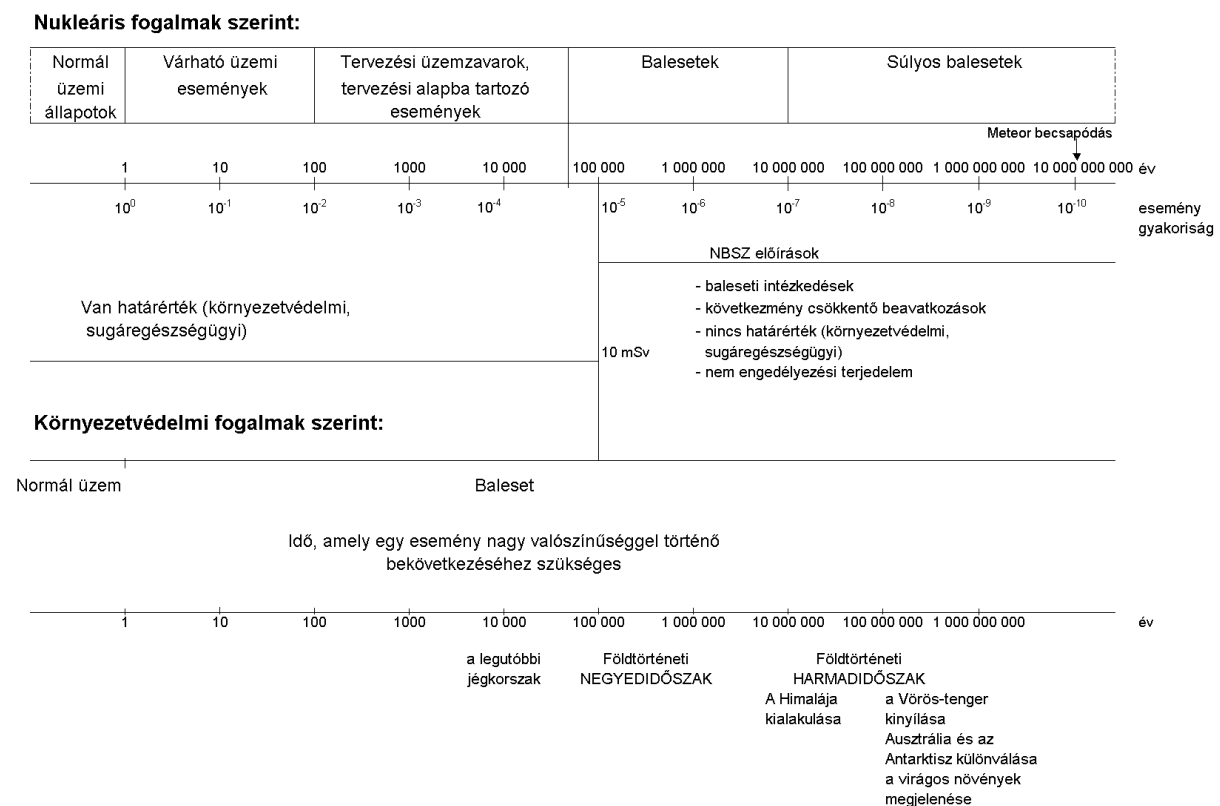 Nukleáris fogalmak szerint:
Normál
üzemi
állapotok
Várható üzemi
események
Tervezési üzemzavarok,
tervezési alapba tartozó
események
Balesetek
Súlyos balesetek
Meteor becsapódás
1 10 100 1000 10 000 100 000 1 000 000 10 000 000 100 000 000 1 000 000 000 10 000 000 000 év
10⁰ 10⁻¹ 10⁻² 10⁻³ 10⁻⁴ 10⁻⁵ 10⁻⁶ 10⁻⁷ 10⁻⁸ 10⁻⁹ 10⁻¹⁰ esemény
gyakoriság
NBSZ előírások
Van határérték (környezetvédelmi,
sugáregészségügyi)
- baleseti intézkedések
- következmény csökkentő beavatkozások
- nincs határérték (környezetvédelmi,
sugáregészségügyi)
- nem engedélyezési terjedelem
10 mSv
Környezetvédelmi fogalmak szerint:
Normál üzem
Baleset
Idő, amely egy esemény nagy valószínűséggel történő
bekövetkezéséhez szükséges
1 10 100 1000 10 000 100 000 1 000 000 10 000 000 100 000 000 1 000 000 000 év
a legutóbbi
jégkorszak
Földtörténeti
NEGYEDIDŐSZAK
Földtörténeti
HARMADIDŐSZAK
A Himalája
kialakulása
a Vörös-tenger
kinyílása
Ausztrália és az
Antarktisz különválása
a virágos növények
megjelenése